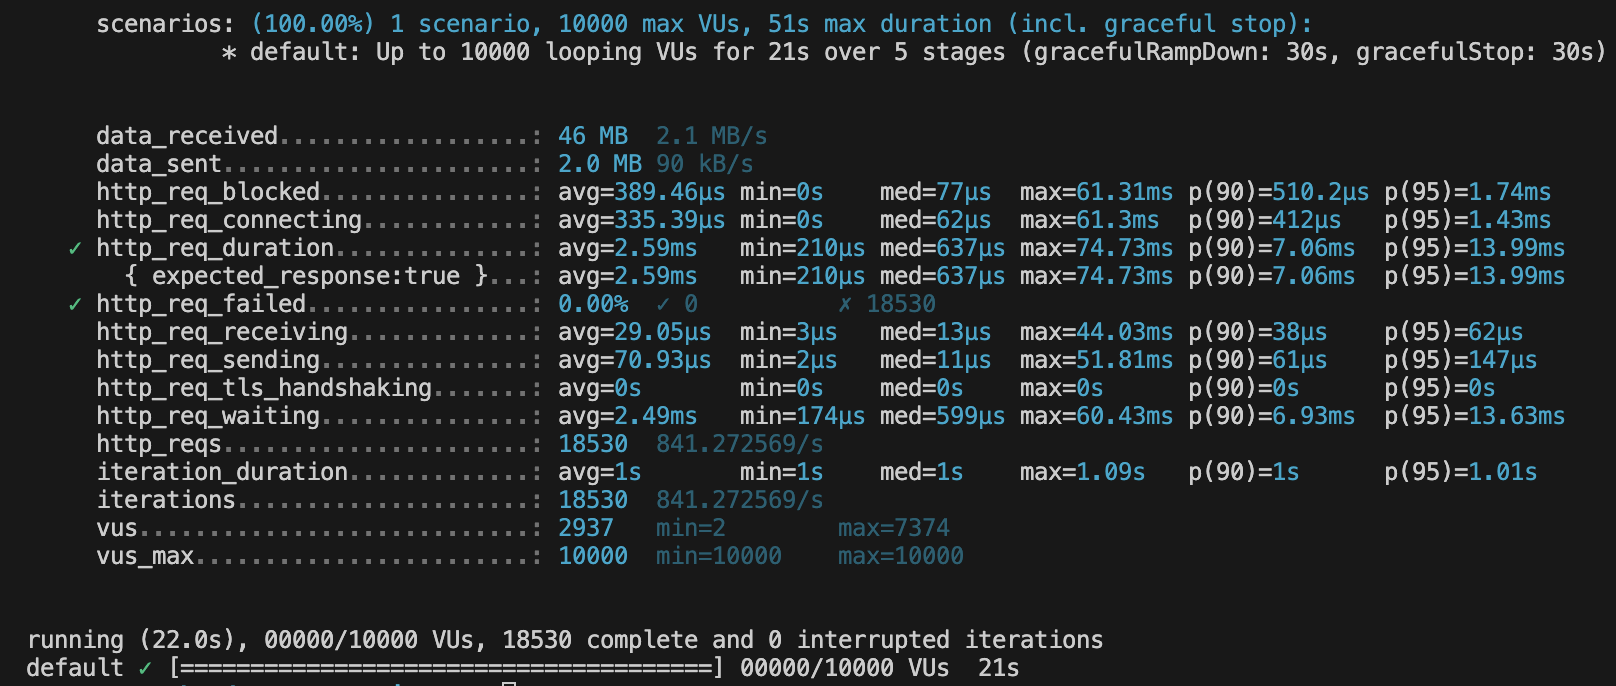 scenarios: (100.00%) 1 scenario, 10000 max VUs, 51s max duration (incl. graceful stop):
* default: Up to 10000 looping VUs for 21s over 5 stages (gracefulRampDown: 30s, gracefulStop: 30s)
data_received..................: 46 MB 2.1 MB/s
data_sent......................: 2.0 MB 90 kB/s
http_req_blocked...............: avg=389.46µs min=0s med=77µs max=61.31ms p(90)=510.2µs p(95)=1.74ms
http_req_connecting............: avg=335.39µs min=0s med=62µs max=61.3ms p(90)=412µs p(95)=1.43ms
✓ http_req_duration..............: avg=2.59ms min=210µs med=637µs max=74.73ms p(90)=7.06ms p(95)=13.99ms
{ expected_response:true }...: avg=2.59ms min=210µs med=637µs max=74.73ms p(90)=7.06ms p(95)=13.99ms
✓ http_req_failed................: 0.00% ✓ 0 ✗ 18530
http_req_receiving.............: avg=29.05µs min=3µs med=13µs max=44.03ms p(90)=38µs p(95)=62µs
http_req_sending...............: avg=70.93µs min=2µs med=11µs max=51.81ms p(90)=61µs p(95)=147µs
http_req_tls_handshaking.......: avg=0s min=0s med=0s max=0s p(90)=0s p(95)=0s
http_req_waiting...............: avg=2.49ms min=174µs med=599µs max=60.43ms p(90)=6.93ms p(95)=13.63ms
http_reqs......................: 18530 841.272569/s
iteration_duration.............: avg=1s min=1s med=1s max=1.09s p(90)=1s p(95)=1.01s
iterations.....................: 18530 841.272569/s
vus............................: 2937 min=2 max=7374
vus_max........................: 10000 min=10000 max=10000
running (22.0s), 00000/10000 VUs, 18530 complete and 0 interrupted iterations
default ✓ [======================================] 00000/10000 VUs 21s